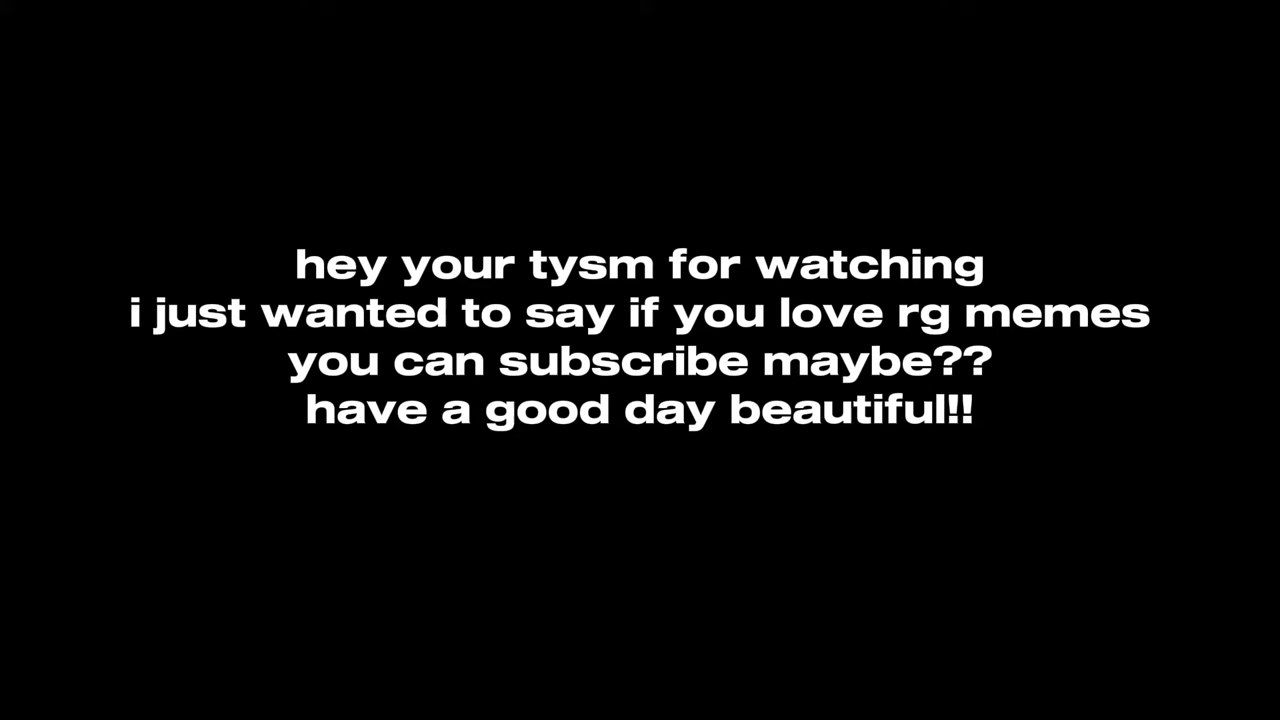 hey your tysm for watching
i just wanted to say if you love rg memes
you can subscribe maybe??
have a good day beautiful!!